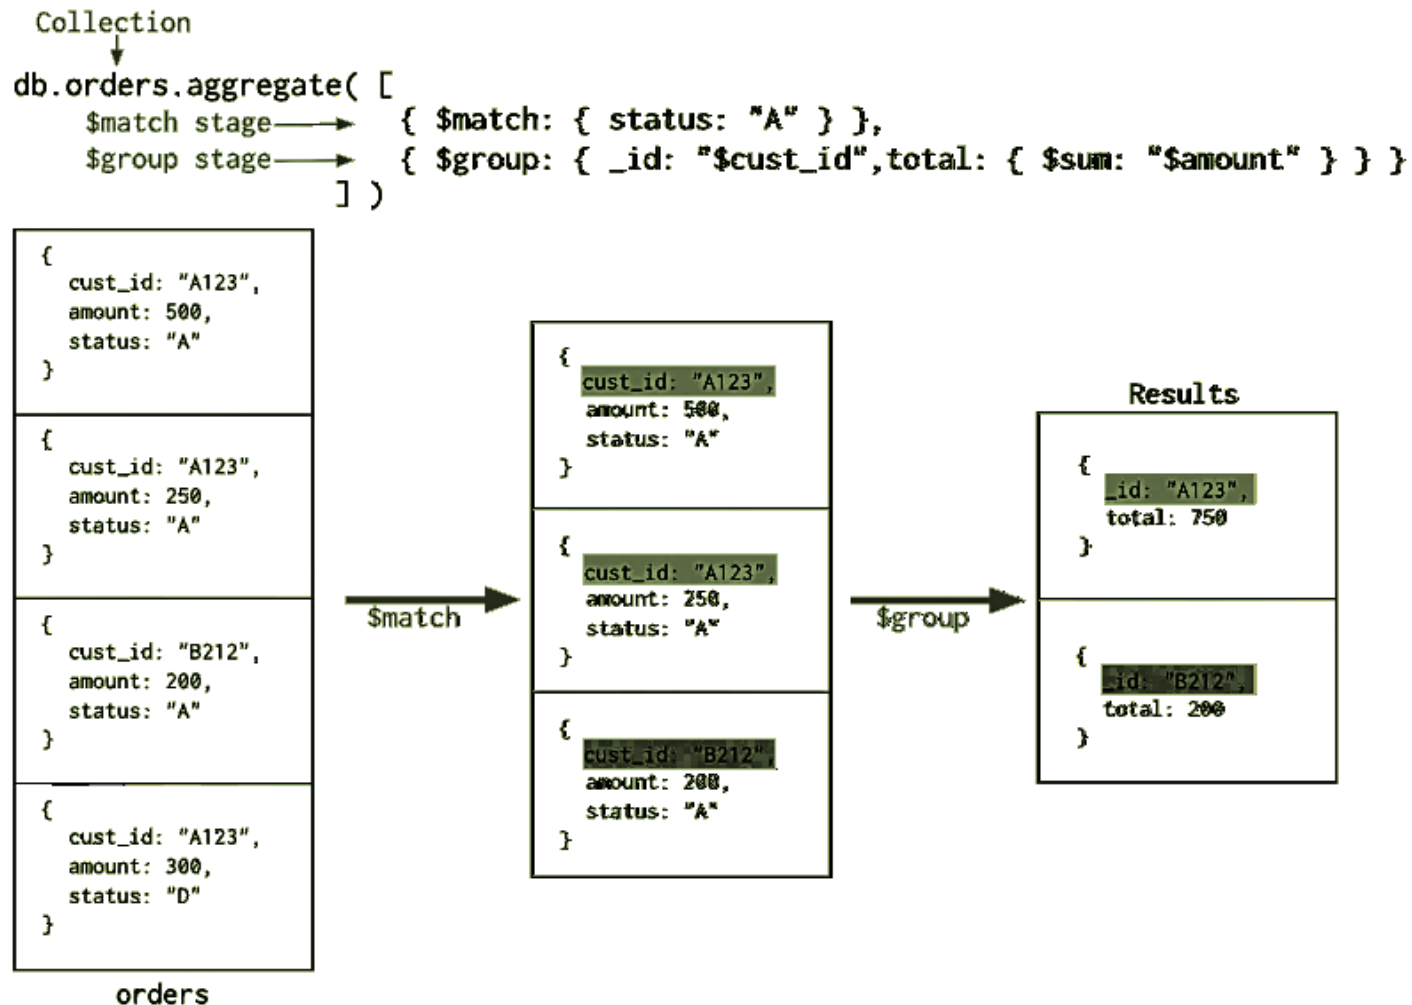 Collection
db.orders.aggregate( [
$match stage { $match: { status: "A" } },
$group stage { $group: { _id: "$cust_id",total: { $sum: "$amount" } } }
] )
{
cust_id: "A123",
amount: 500,
status: "A"
}
{
cust_id: "A123",
amount: 250,
status: "A"
}
{
cust_id: "B212",
amount: 200,
status: "A"
}
{
cust_id: "A123",
amount: 300,
status: "D"
}
orders
$match
{
cust_id: "A123",
amount: 500,
status: "A"
}
{
cust_id: "A123",
amount: 250,
status: "A"
}
{
cust_id: "B212",
amount: 200,
status: "A"
}
$group
Results
{
_id: "A123",
total: 750
}
{
_id: "B212",
total: 200
}